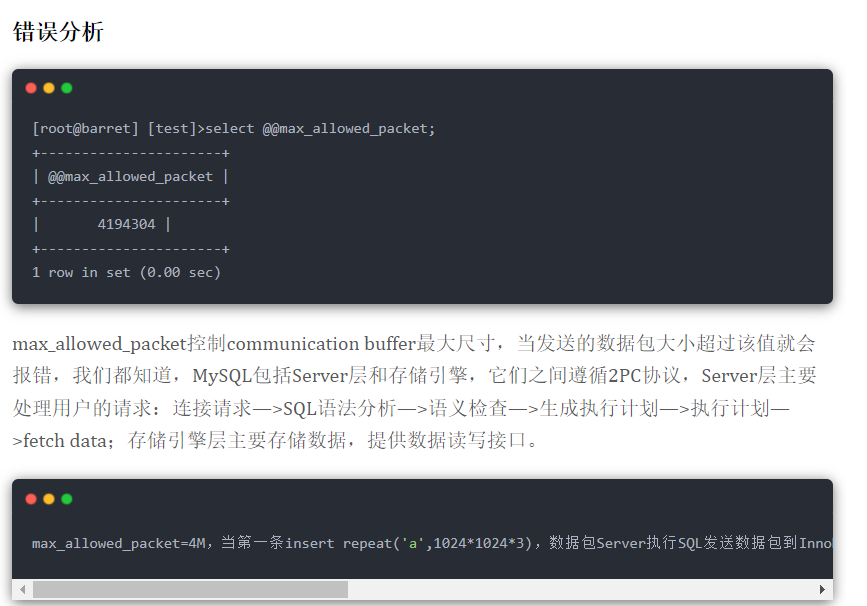 错误分析
[root@barret] [test]>select @@max_allowed_packet;
+----------------------+
| @@max_allowed_packet |
+----------------------+
|       4194304 |
+----------------------+
1 row in set (0.00 sec)
max_allowed_packet控制communication buffer最大尺寸，当发送的数据包大小超过该值就会
报错，我们都知道，MySQL包括Server层和存储引擎，它们之间遵循2PC协议，Server层主要
处理用户的请求：连接请求—>SQL语法分析—>语义检查—>生成执行计划—>执行计划—
>fetch data；存储引擎层主要存储数据，提供数据读写接口。
max_allowed_packet=4M，当第一条insert repeat('a',1024*1024*3)，数据包Server执行SQL发送数据包到